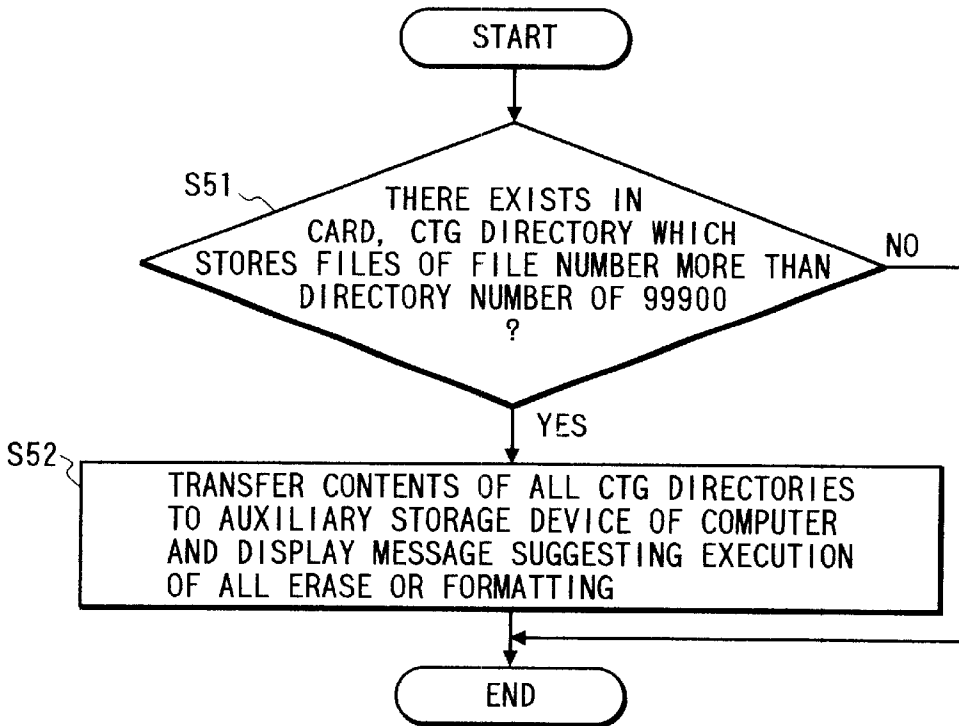 START
S51
THERE EXISTS IN
CARD, CTG DIRECTORY WHICH
STORES FILES OF FILE NUMBER MORE THAN
DIRECTORY NUMBER OF 99900
?
NO
YES
S52
TRANSFER CONTENTS OF ALL CTG DIRECTORIES
TO AUXILIARY STORAGE DEVICE OF COMPUTER
AND DISPLAY MESSAGE SUGGESTING EXECUTION
OF ALL ERASE OR FORMATTING
END